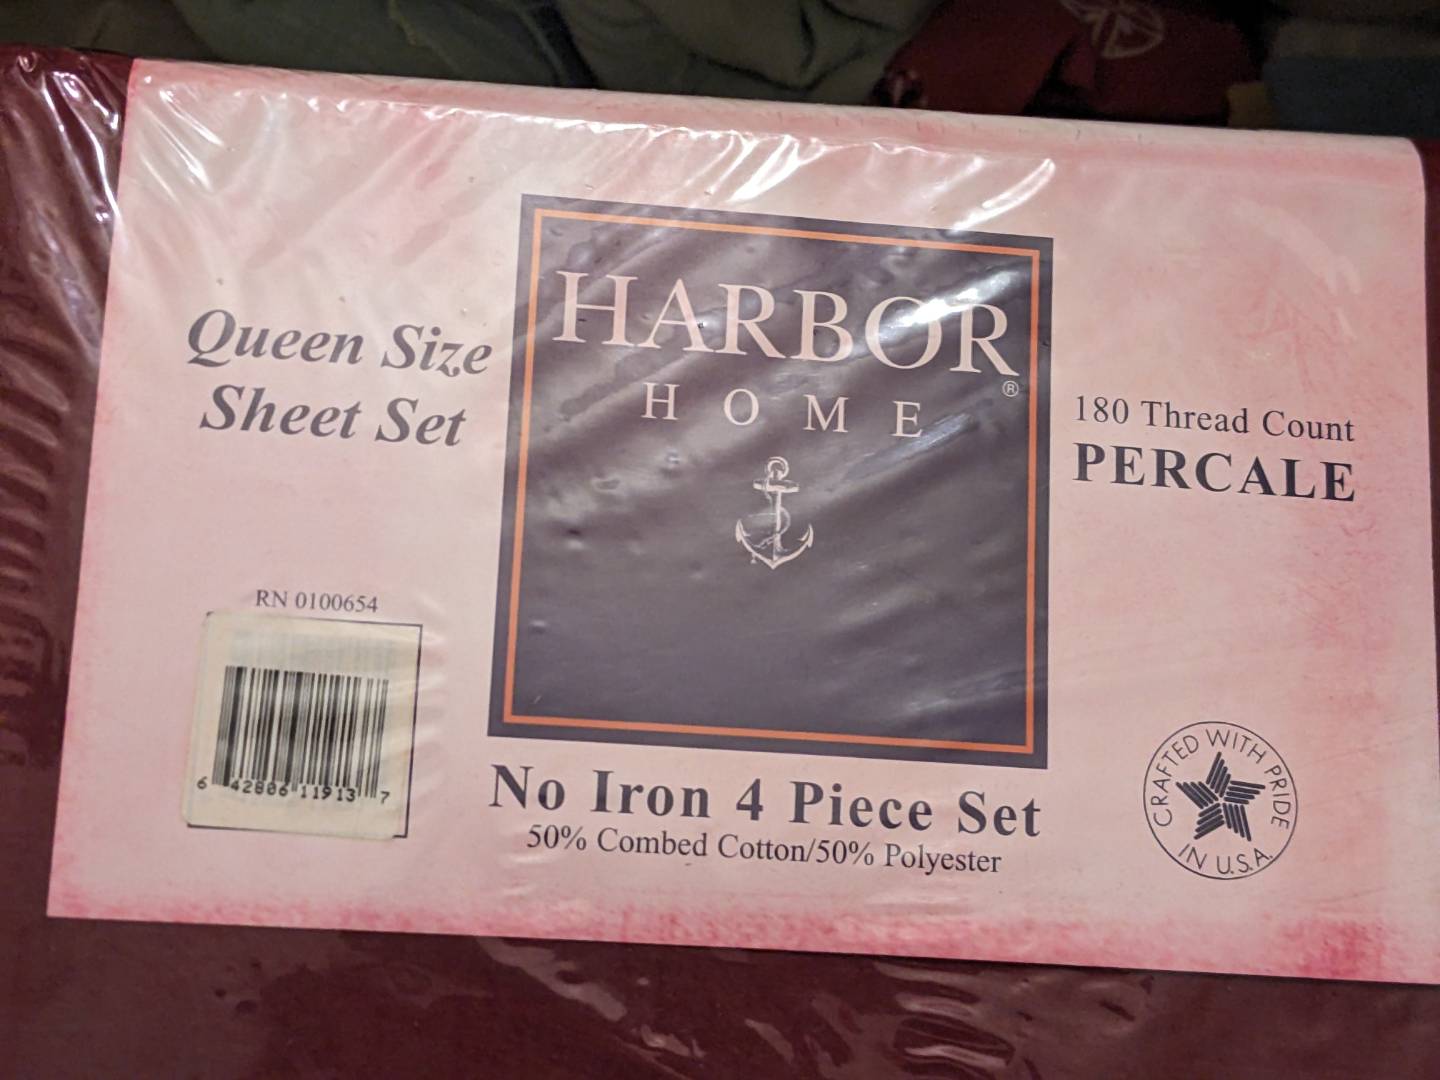 HARBOR
®
HOME
Queen Size
Sheet Set
180 Thread Count
PERCALE
RN 0100654
6 42806 11913 7
No Iron 4 Piece Set
50% Combed Cotton/50% Polyester
CRAFTED WITH PRIDE
IN U.S.A.